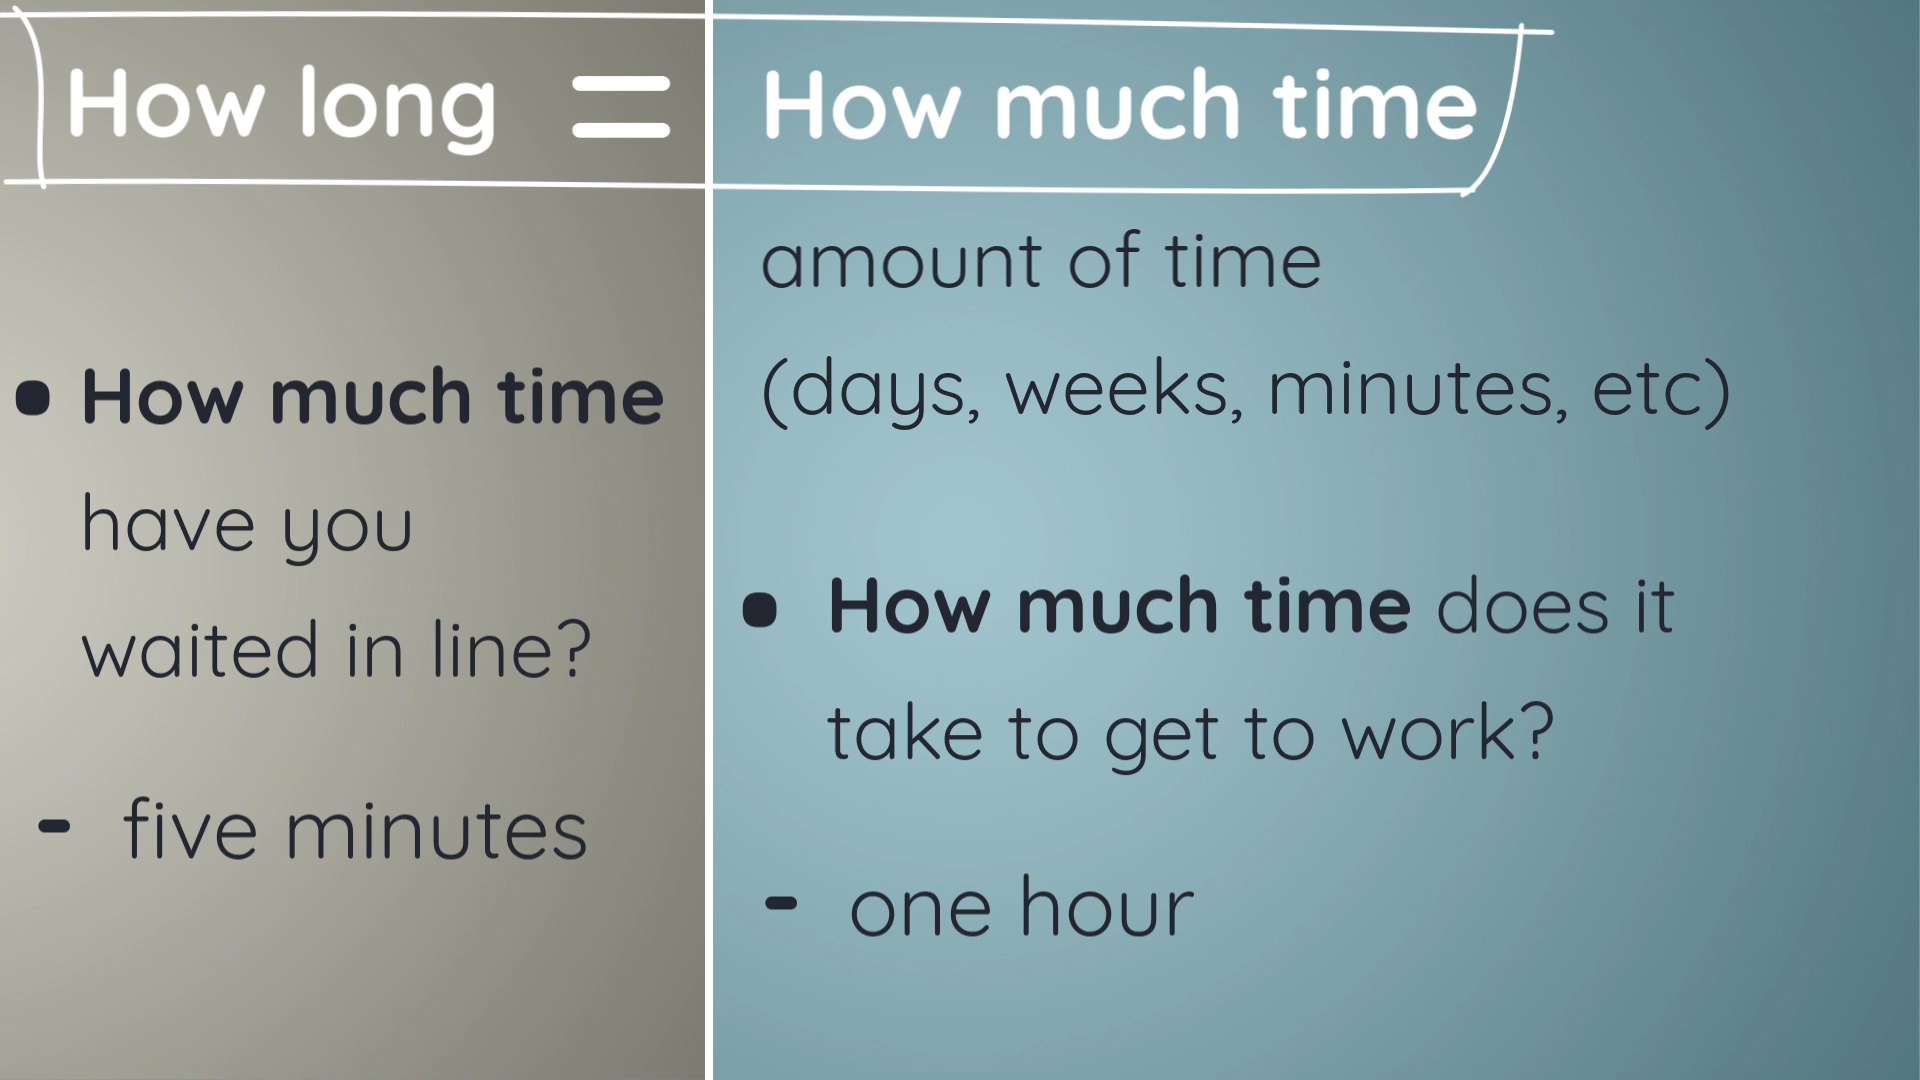 How long = How much time
• How much time
have you
waited in line?
- five minutes
amount of time
(days, weeks, minutes, etc)
• How much time does it
take to get to work?
- one hour